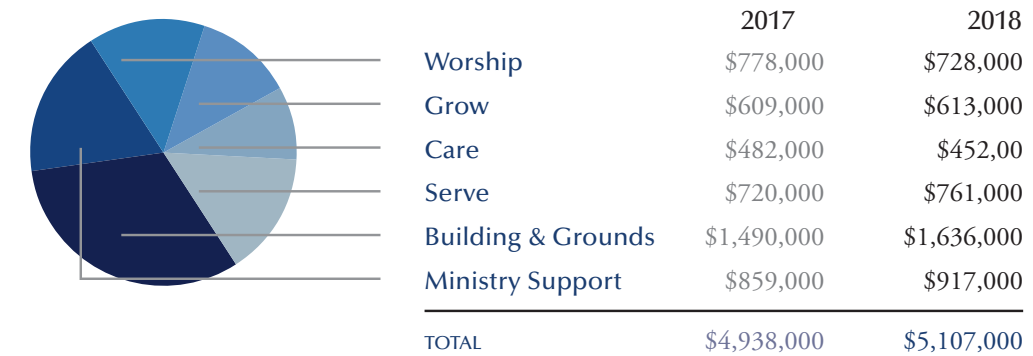 2017 2018
Worship $778,000 $728,000
Grow $609,000 $613,000
Care $482,000 $452,00
Serve $720,000 $761,000
Building & Grounds $1,490,000 $1,636,000
Ministry Support $859,000 $917,000
TOTAL $4,938,000 $5,107,000